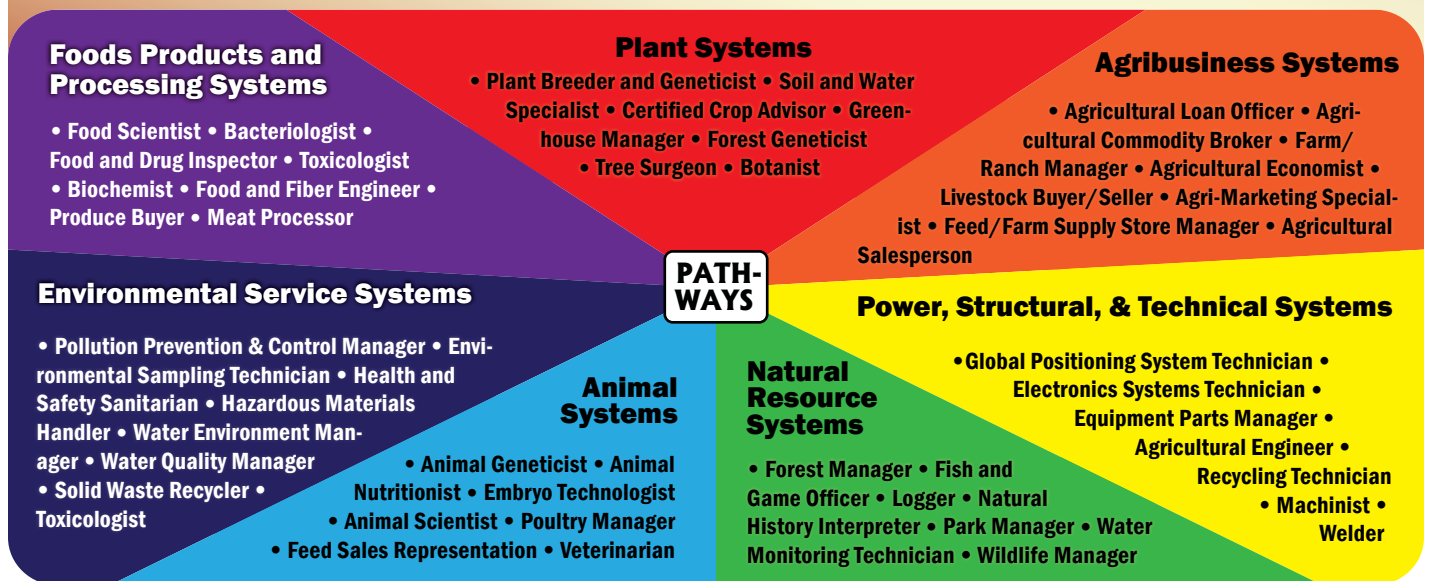 Foods Products and
Processing Systems
• Food Scientist • Bacteriologist •
Food and Drug Inspector • Toxicologist
• Biochemist • Food and Fiber Engineer •
Produce Buyer • Meat Processor
Plant Systems
• Plant Breeder and Geneticist • Soil and Water
Specialist • Certified Crop Advisor • Green-
house Manager • Forest Geneticist
• Tree Surgeon • Botanist
Agribusiness Systems
• Agricultural Loan Officer • Agri-
cultural Commodity Broker • Farm/
Ranch Manager • Agricultural Economist •
Livestock Buyer/Seller • Agri-Marketing Special-
ist • Feed/Farm Supply Store Manager • Agricultural
Salesperson
PATH-
WAYS
Environmental Service Systems
• Pollution Prevention & Control Manager • Envi-
ronmental Sampling Technician • Health and
Safety Sanitarian • Hazardous Materials
Handler • Water Environment Man-
ager • Water Quality Manager
• Solid Waste Recycler •
Toxicologist
Animal
Systems
• Animal Geneticist • Animal
Nutritionist • Embryo Technologist
• Animal Scientist • Poultry Manager
• Feed Sales Representation • Veterinarian
Natural
Resource
Systems
• Forest Manager • Fish and
Game Officer • Logger • Natural
History Interpreter • Park Manager • Water
Monitoring Technician • Wildlife Manager
Power, Structural, & Technical Systems
•Global Positioning System Technician •
Electronics Systems Technician •
Equipment Parts Manager •
Agricultural Engineer •
Recycling Technician
• Machinist •
Welder